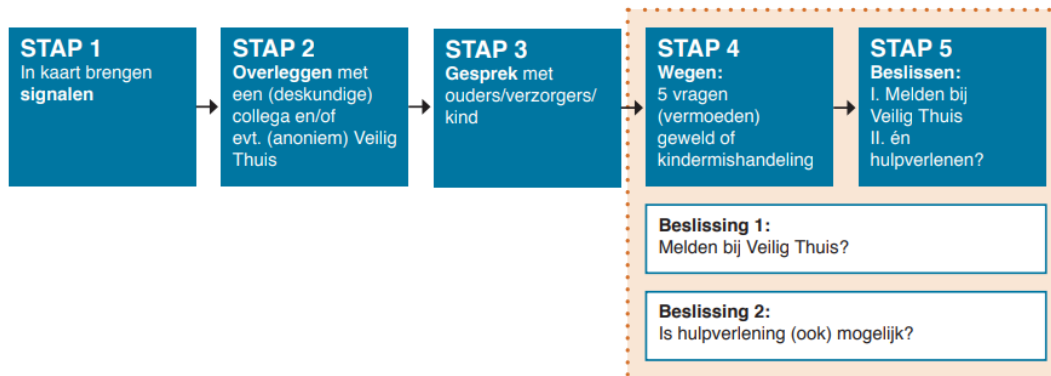 STAP 1
In kaart brengen
signalen
STAP 2
Overleggen met
een (deskundige)
collega en/of
evt. (anoniem) Veilig
Thuis
STAP 3
Gesprek met
ouders/verzorgers/
kind
STAP 4
Wegen:
5 vragen
(vermoeden)
geweld of
kindermishandeling
STAP 5
Beslissen:
I. Melden bij
Veilig Thuis
II. én
hulpverlenen?
Beslissing 1:
Melden bij Veilig Thuis?
Beslissing 2:
Is hulpverlening (ook) mogelijk?